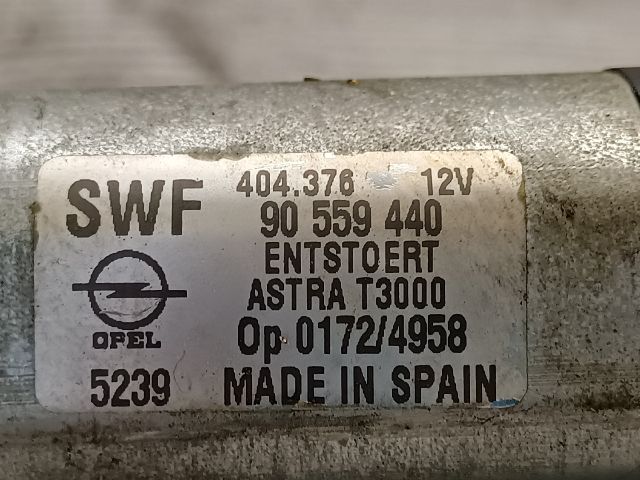 SWF 404.376 12V
90 559 440
ENTSTOERT
ASTRA T3000
OPEL Op 0172/4958
5239 MADE IN SPAIN